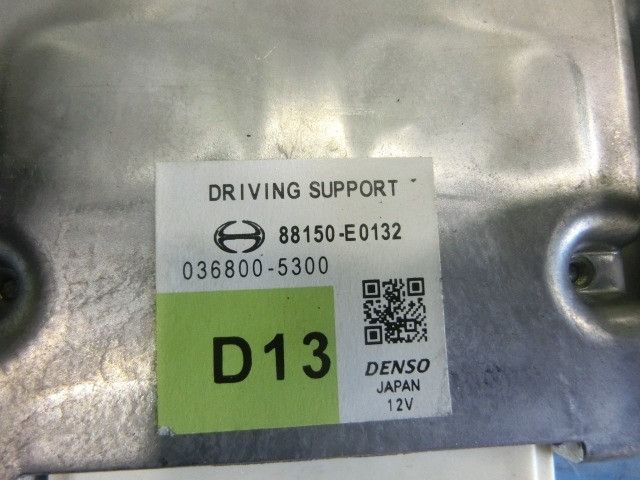 DRIVING SUPPORT
88150-E0132
036800-5300
D13
DENSO
JAPAN
12V